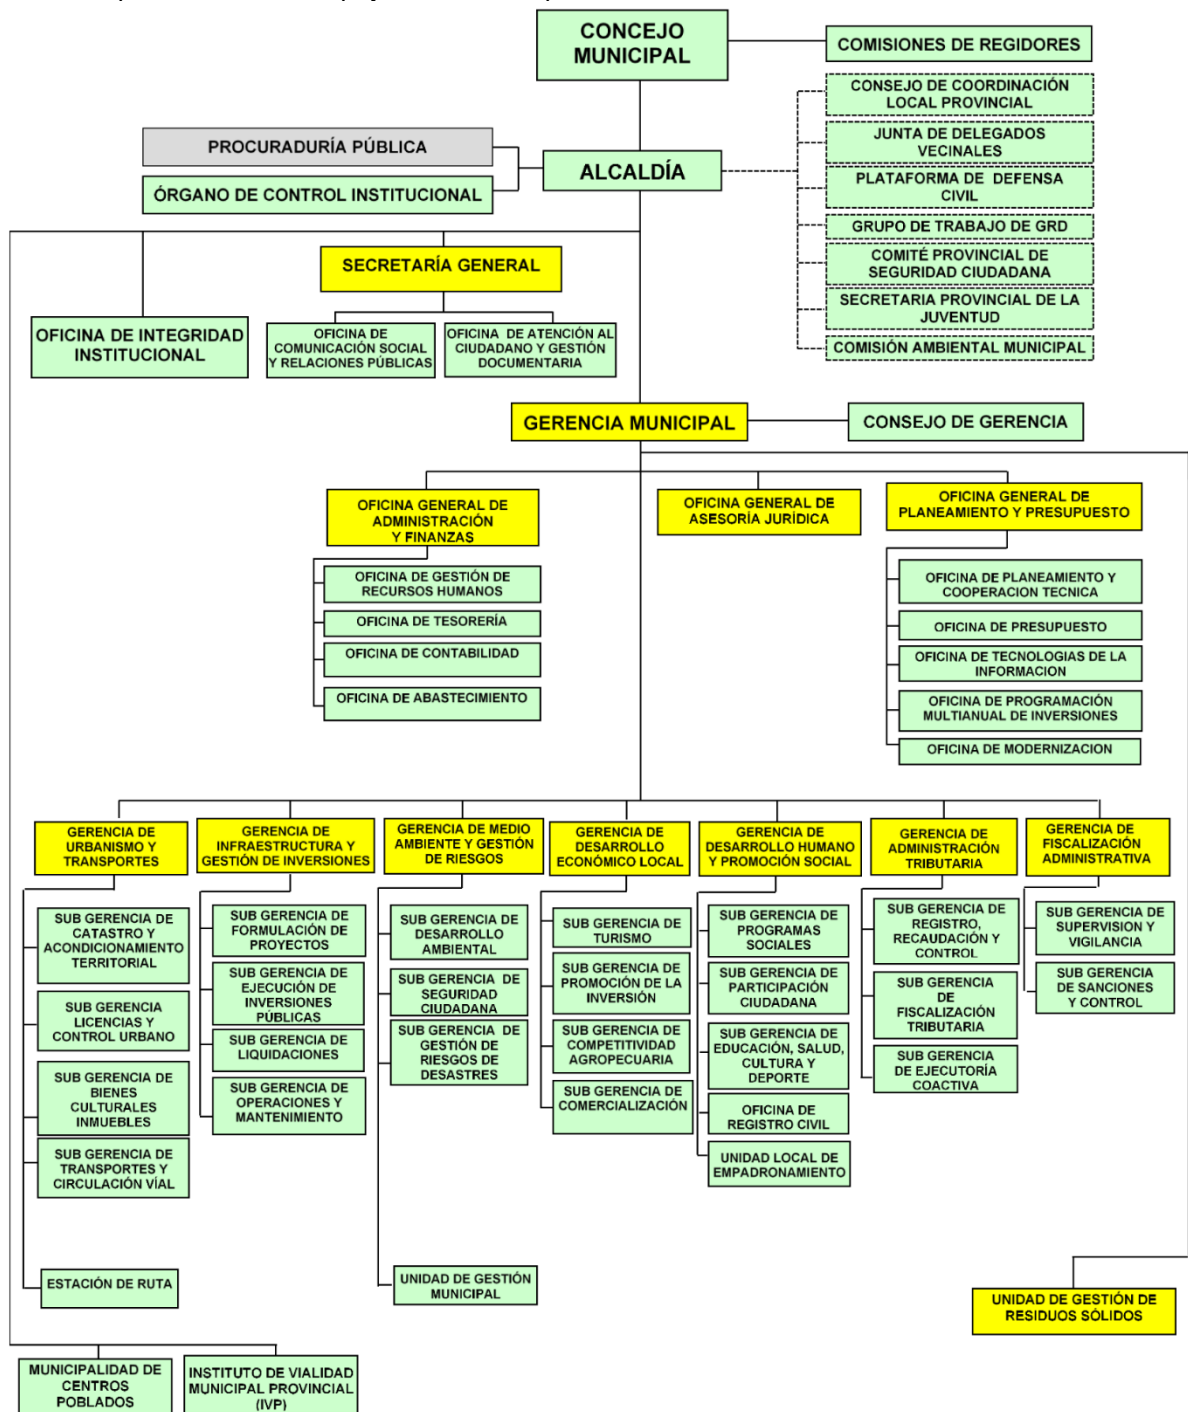 CONCEJO
MUNICIPAL
COMISIONES DE REGIDORES
CONSEJO DE COORDINACIÓN
LOCAL PROVINCIAL
JUNTA DE DELEGADOS
VECINALES
PLATAFORMA DE DEFENSA
CIVIL
GRUPO DE TRABAJO DE GRD
COMITÉ PROVINCIAL DE
SEGURIDAD CIUDADANA
SECRETARIA PROVINCIAL DE LA
JUVENTUD
COMISIÓN AMBIENTAL MUNICIPAL
PROCURADURÍA PÚBLICA
ÓRGANO DE CONTROL INSTITUCIONAL
ALCALDÍA
SECRETARÍA GENERAL
OFICINA DE INTEGRIDAD
INSTITUCIONAL
OFICINA DE
COMUNICACIÓN SOCIAL
Y RELACIONES PÚBLICAS
OFICINA DE ATENCIÓN AL
CIUDADANO Y GESTIÓN
DOCUMENTARIA
GERENCIA MUNICIPAL
CONSEJO DE GERENCIA
OFICINA GENERAL DE
ADMINISTRACIÓN
Y FINANZAS
OFICINA DE GESTIÓN DE
RECURSOS HUMANOS
OFICINA DE TESORERÍA
OFICINA DE CONTABILIDAD
OFICINA DE ABASTECIMIENTO
OFICINA GENERAL DE
ASESORÍA JURÍDICA
OFICINA GENERAL DE
PLANEAMIENTO Y PRESUPUESTO
OFICINA DE PLANEAMIENTO Y
COOPERACION TECNICA
OFICINA DE PRESUPUESTO
OFICINA DE TECNOLOGIAS DE LA
INFORMACION
OFICINA DE PROGRAMACIÓN
MULTIANUAL DE INVERSIONES
OFICINA DE MODERNIZACION
GERENCIA DE
URBANISMO Y
TRANSPORTES
SUB GERENCIA DE
CATASTRO Y
ACONDICIONAMIENTO
TERRITORIAL
SUB GERENCIA
LICENCIAS Y
CONTROL URBANO
SUB GERENCIA DE
BIENES
CULTURALES
INMUEBLES
SUB GERENCIA DE
TRANSPORTES Y
CIRCULACIÓN VÍAL
ESTACIÓN DE RUTA
GERENCIA DE
INFRAESTRUCTURA Y
GESTIÓN DE INVERSIONES
SUB GERENCIA DE
FORMULACIÓN DE
PROYECTOS
SUB GERENCIA DE
EJECUCIÓN DE
INVERSIONES
PÚBLICAS
SUB GERENCIA DE
LIQUIDACIONES
SUB GERENCIA DE
OPERACIONES Y
MANTENIMIENTO
GERENCIA DE MEDIO
AMBIENTE Y GESTIÓN
DE RIESGOS
SUB GERENCIA DE
DESARROLLO
AMBIENTAL
SUB GERENCIA DE
SEGURIDAD
CIUDADANA
SUB GERENCIA DE
GESTIÓN DE
RIESGOS DE
DESASTRES
UNIDAD DE GESTIÓN
MUNICIPAL
GERENCIA DE
DESARROLLO
ECONÓMICO LOCAL
SUB GERENCIA DE
TURISMO
SUB GERENCIA DE
PROMOCIÓN DE LA
INVERSIÓN
SUB GERENCIA DE
COMPETITIVIDAD
AGROPECUARIA
SUB GERENCIA DE
COMERCIALIZACIÓN
GERENCIA DE
DESARROLLO HUMANO
Y PROMOCIÓN SOCIAL
SUB GERENCIA DE
PROGRAMAS
SOCIALES
SUB GERENCIA DE
PARTICIPACIÓN
CIUDADANA
SUB GERENCIA DE
EDUCACIÓN, SALUD,
CULTURA Y
DEPORTE
OFICINA DE
REGISTRO CIVIL
UNIDAD LOCAL DE
EMPADRONAMIENTO
GERENCIA DE
ADMINISTRACIÓN
TRIBUTARIA
SUB GERENCIA DE
REGISTRO,
RECAUDACIÓN Y
CONTROL
SUB GERENCIA
DE
FISCALIZACIÓN
TRIBUTARIA
SUB GERENCIA
DE EJECUTORÍA
COACTIVA
GERENCIA DE
FISCALIZACIÓN
ADMINISTRATIVA
SUB GERENCIA DE
SUPERVISION Y
VIGILANCIA
SUB GERENCIA
DE SANCIONES
Y CONTROL
UNIDAD DE GESTIÓN DE
RESIDUOS SÓLIDOS
MUNICIPALIDAD DE
CENTROS
POBLADOS
INSTITUTO DE VIALIDAD
MUNICIPAL PROVINCIAL
(IVP)